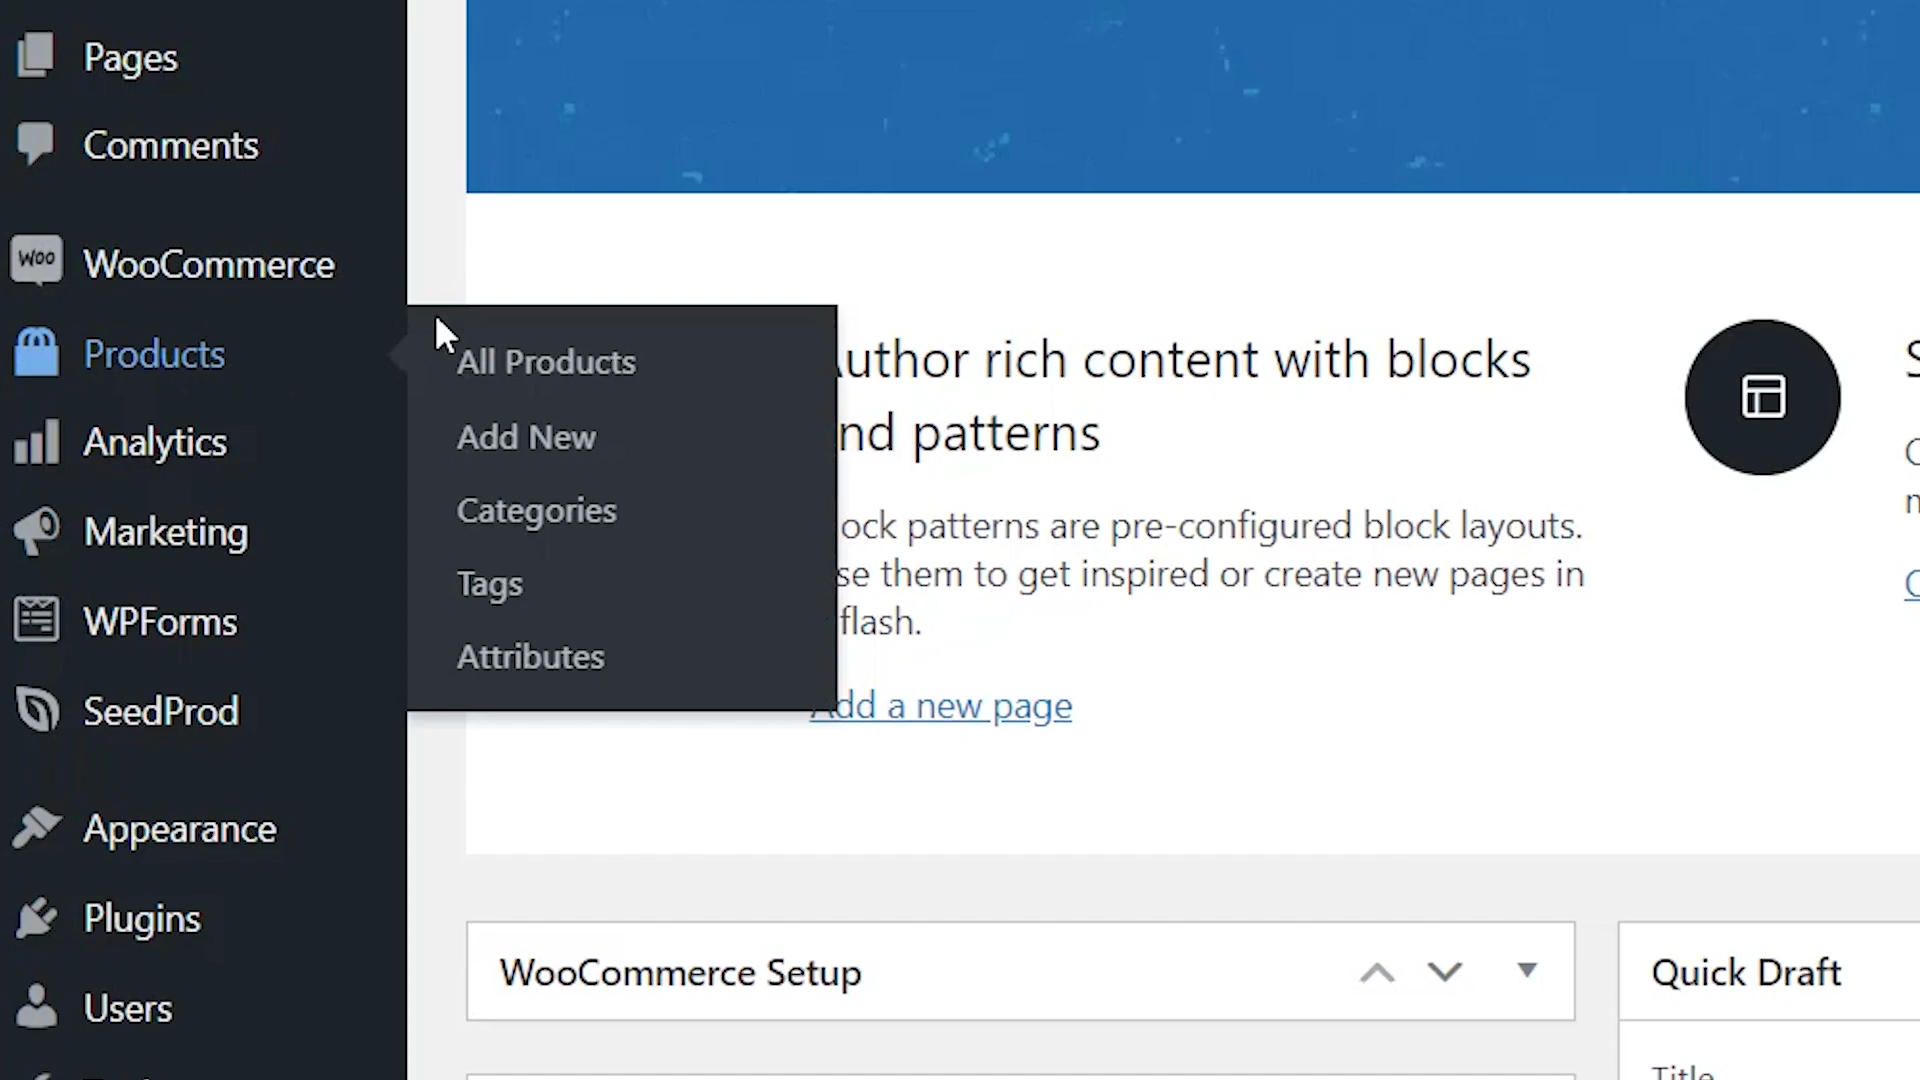 Pages
Comments
Woo WooCommerce
Products
Analytics
Marketing
WPForms
SeedProd
Appearance
Plugins
Users
All Products
Add New
Categories
Tags
Attributes
uthor rich content with blocks
nd patterns
ock patterns are pre-configured block layouts.
se them to get inspired or create new pages in
flash.
Add a new page
WooCommerce Setup
Quick Draft
Title